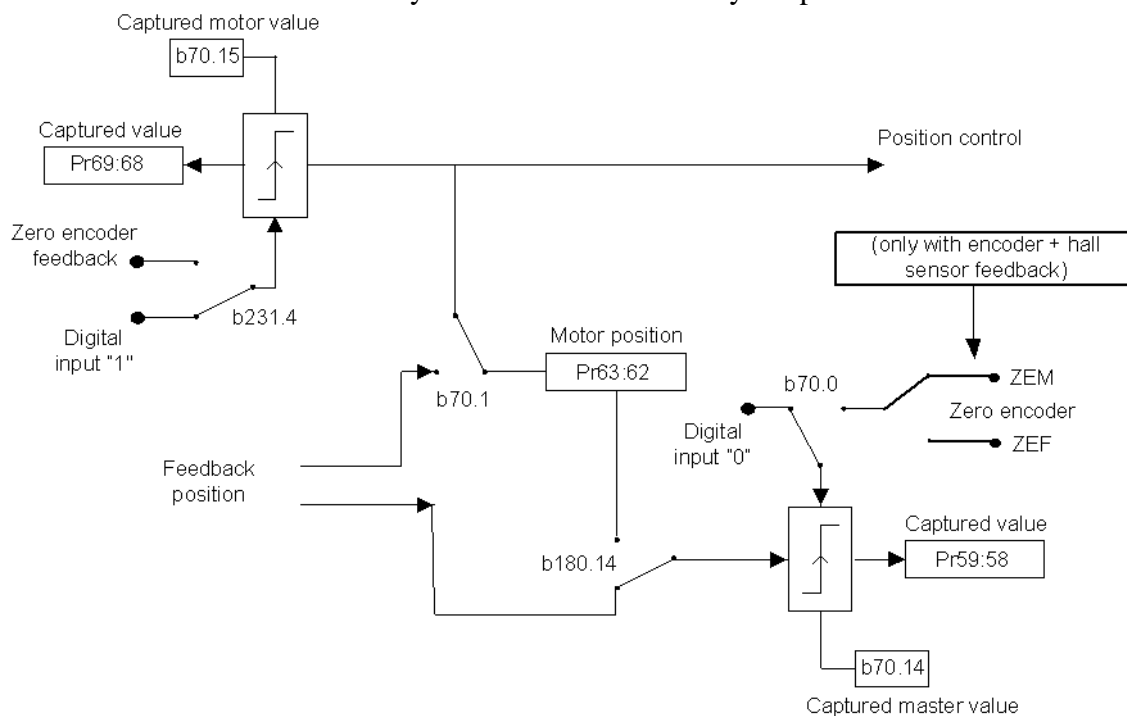 Captured motor value
b70.15
Captured value
Pr69:68
Position control
Zero encoder
feedback
b231.4
Digital
input "1"
(only with encoder + hall
sensor feedback)
Motor position
Pr63:62
b70.1
b70.0
ZEM
Zero encoder
ZEF
Digital
input "0"
Feedback
position
b180.14
Captured value
Pr59:58
b70.14
Captured master value